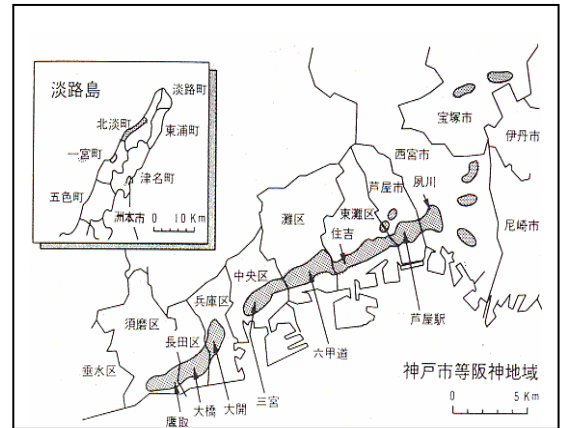 淡路島
淡路町
北淡町
東浦町
一宮町
津名町
五色町
洲本市
0 10 Km
宝塚市
伊丹市
西宮市
芦屋市
夙川
東灘区
灘区
住吉
尼崎市
中央区
兵庫区
須磨区
長田区
芦屋駅
六甲道
垂水区
神戸市等阪神地域
三宮
大開
大橋
鷹取
0 5 Km